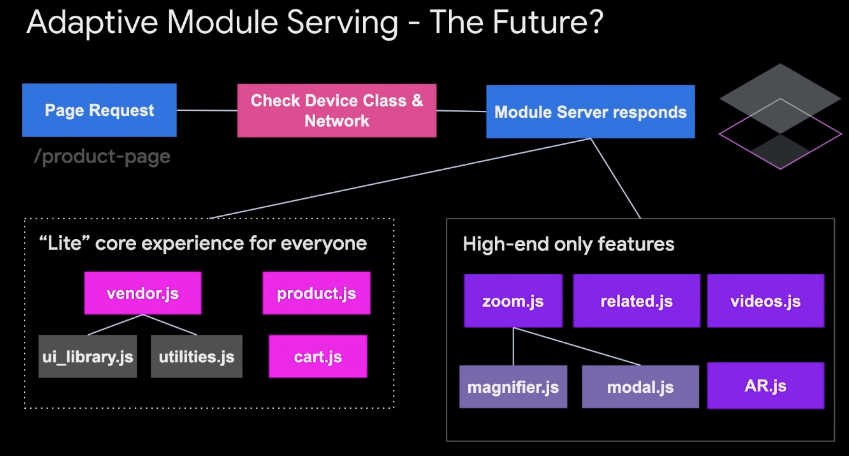 Adaptive Module Serving - The Future?
Page Request
Check Device Class &
Network
Module Server responds
/product-page
“Lite” core experience for everyone
vendor.js
product.js
ui_library.js
utilities.js
cart.js
High-end only features
zoom.js
related.js
videos.js
magnifier.js
modal.js
AR.js